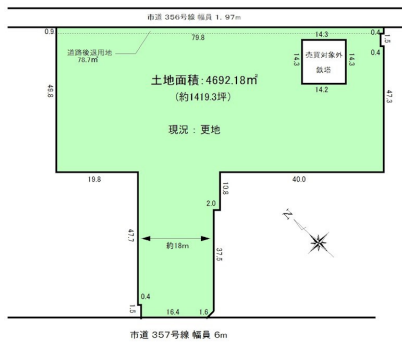 市道 356号線 幅員 1.97m
0.9
79.8
14.3
0.4
1.5
0.4
道路後退用地
78.7㎡
14.3
売買対象外
鉄塔
14.3
14.2
土地面積:4692.18㎡
(約1419.3坪)
49.8
47.3
現況：更地
19.8
10.8
40.0
2.0
47.7
約18m
37.5
N
0.4
1.5
16.4
1.6
市道 357号線 幅員 6m